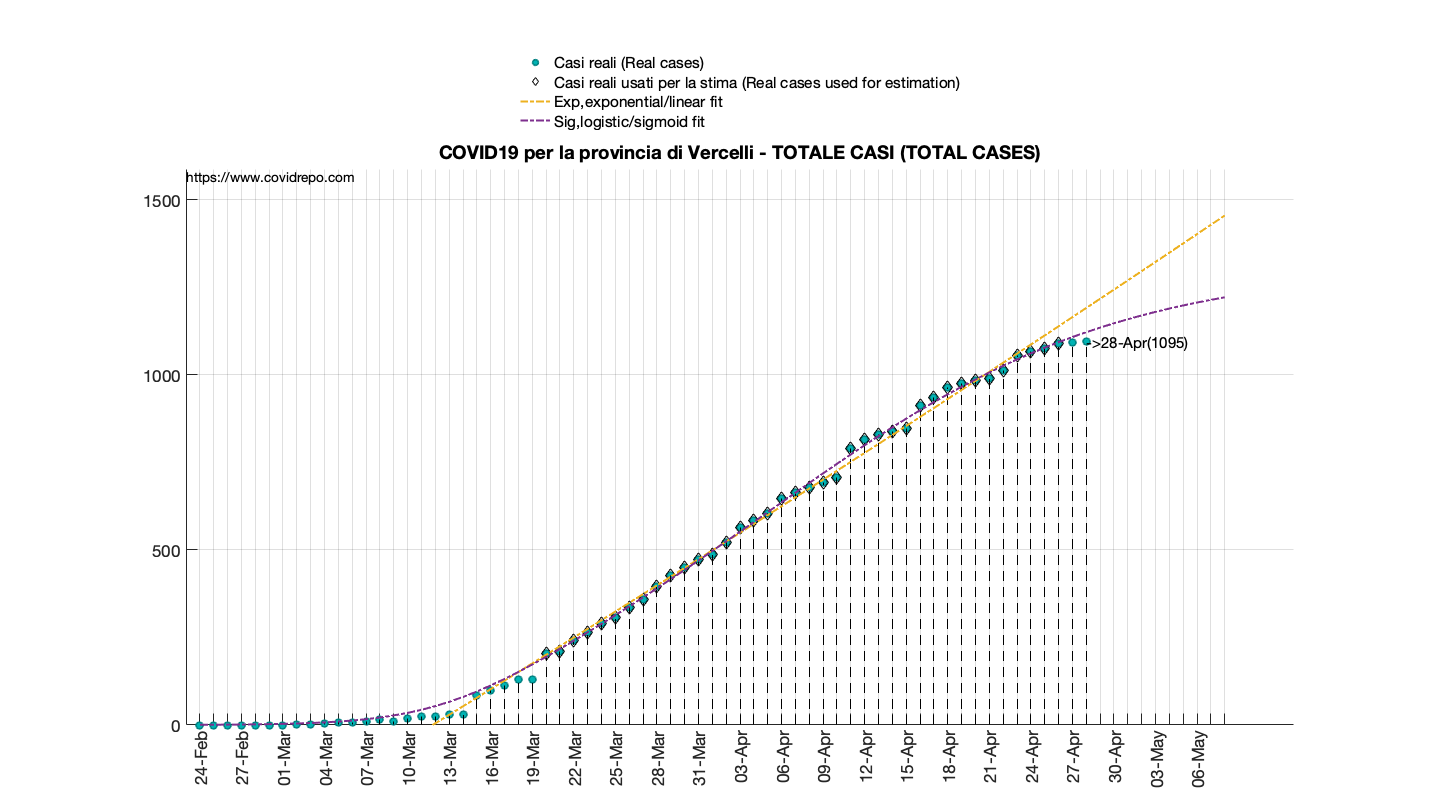 Casi reali (Real cases)
Casi reali usati per la stima (Real cases used for estimation)
Exp,exponential/linear fit
Sig,logistic/sigmoid fit
COVID19 per la provincia di Vercelli - TOTALE CASI (TOTAL CASES)
https://www.covidrepo.com
1500
1000
500
0
>28-Apr(1095)
24-Feb
27-Feb
01-Mar
04-Mar
07-Mar
10-Mar
13-Mar
16-Mar
19-Mar
22-Mar
25-Mar
28-Mar
31-Mar
03-Apr
06-Apr
09-Apr
12-Apr
15-Apr
18-Apr
21-Apr
24-Apr
27-Apr
30-Apr
03-May
06-May